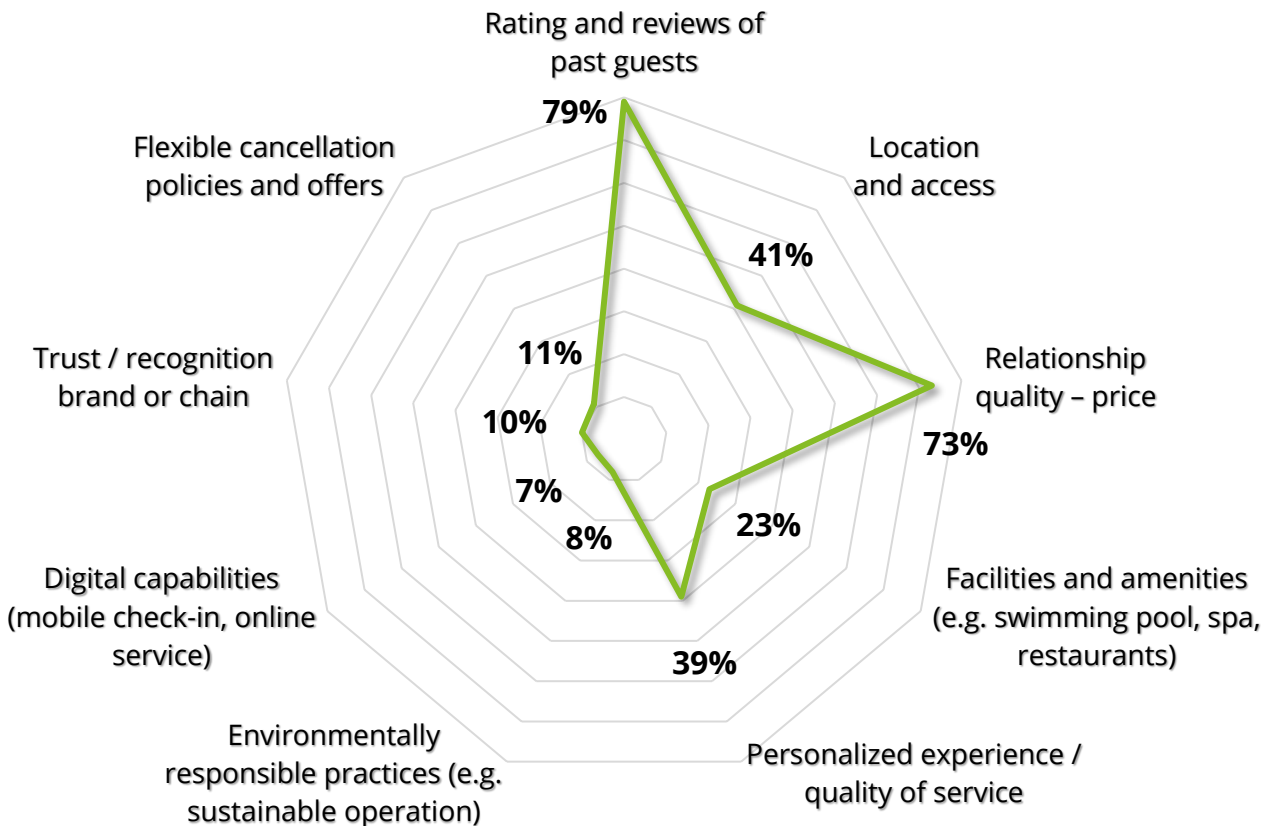 Rating and reviews of
past guests
79%
Location
and access
41%
Relationship
quality – price
73%
Facilities and amenities
(e.g. swimming pool, spa,
restaurants)
23%
Personalized experience /
quality of service
39%
Environmentally
responsible practices (e.g.
sustainable operation)
8%
Digital capabilities
(mobile check-in, online
service)
7%
Trust / recognition
brand or chain
10%
Flexible cancellation
policies and offers
11%